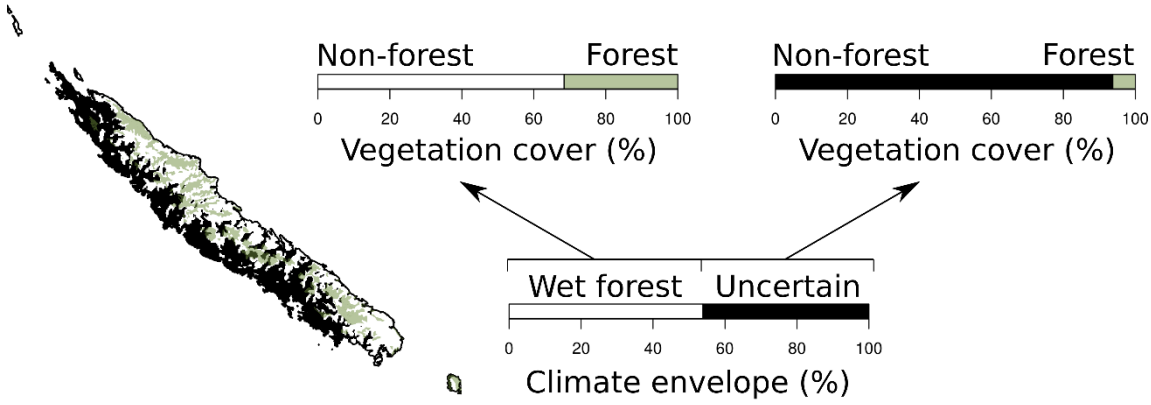 Non-forest Forest
0 20 40 60 80 100
Vegetation cover (%)
Non-forest Forest
0 20 40 60 80 100
Vegetation cover (%)
Wet forest Uncertain
0 20 40 60 80 100
Climate envelope (%)